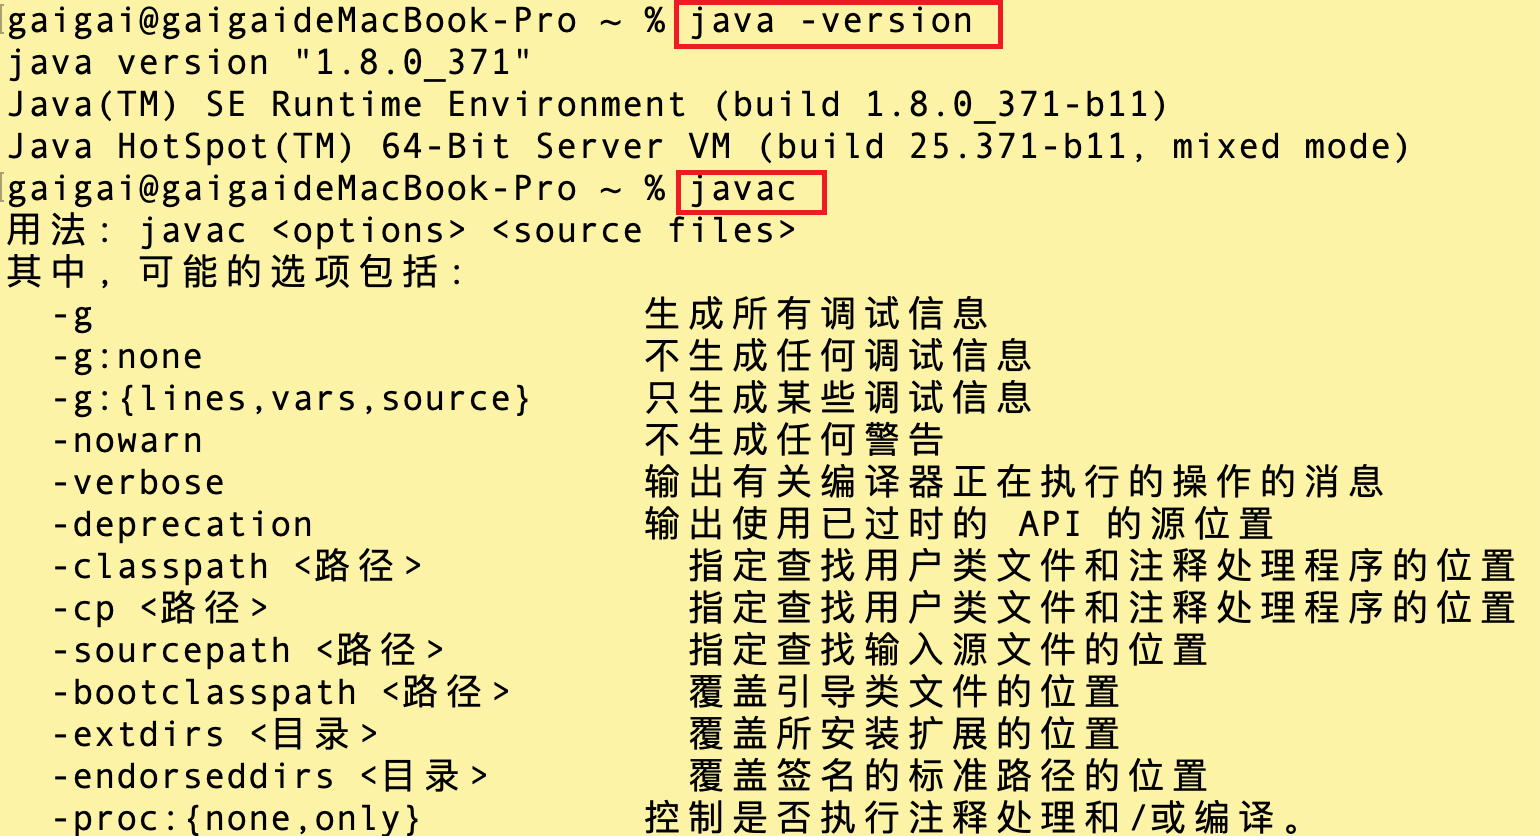 gaigai@gaigaideMacBook-Pro ~ % java -version
java version "1.8.0_371"
Java(TM) SE Runtime Environment (build 1.8.0_371-b11)
Java HotSpot(TM) 64-Bit Server VM (build 25.371-b11, mixed mode)
gaigai@gaigaideMacBook-Pro ~ % javac
用法: javac <options> <source files>
其中, 可能的选项包括:
  -g                         生成所有调试信息
  -g:none                    不生成任何调试信息
  -g:{lines,vars,source}     只生成某些调试信息
  -nowarn                    不生成任何警告
  -verbose                   输出有关编译器正在执行的操作的消息
  -deprecation               输出使用已过时的 API 的源位置
  -classpath <路径>            指定查找用户类文件和注释处理程序的位置
  -cp <路径>                   指定查找用户类文件和注释处理程序的位置
  -sourcepath <路径>           指定查找输入源文件的位置
  -bootclasspath <路径>        覆盖引导类文件的位置
  -extdirs <目录>              覆盖所安装扩展的位置
  -endorseddirs <目录>         覆盖签名的标准路径的位置
  -proc:{none,only}          控制是否执行注释处理和/或编译。